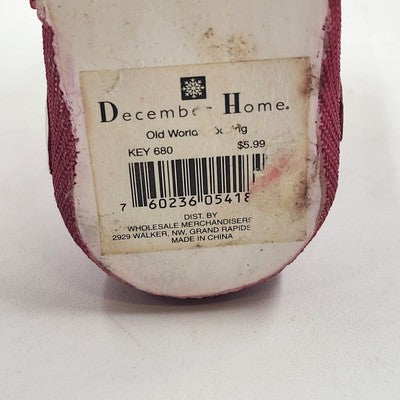 December Home.
Old World
KEY 680 $5.99
7 60236 05418
DIST. BY
WHOLESALE MERCHANDISERS
2929 WALKER, NW, GRAND RAPIDS
MADE IN CHINA